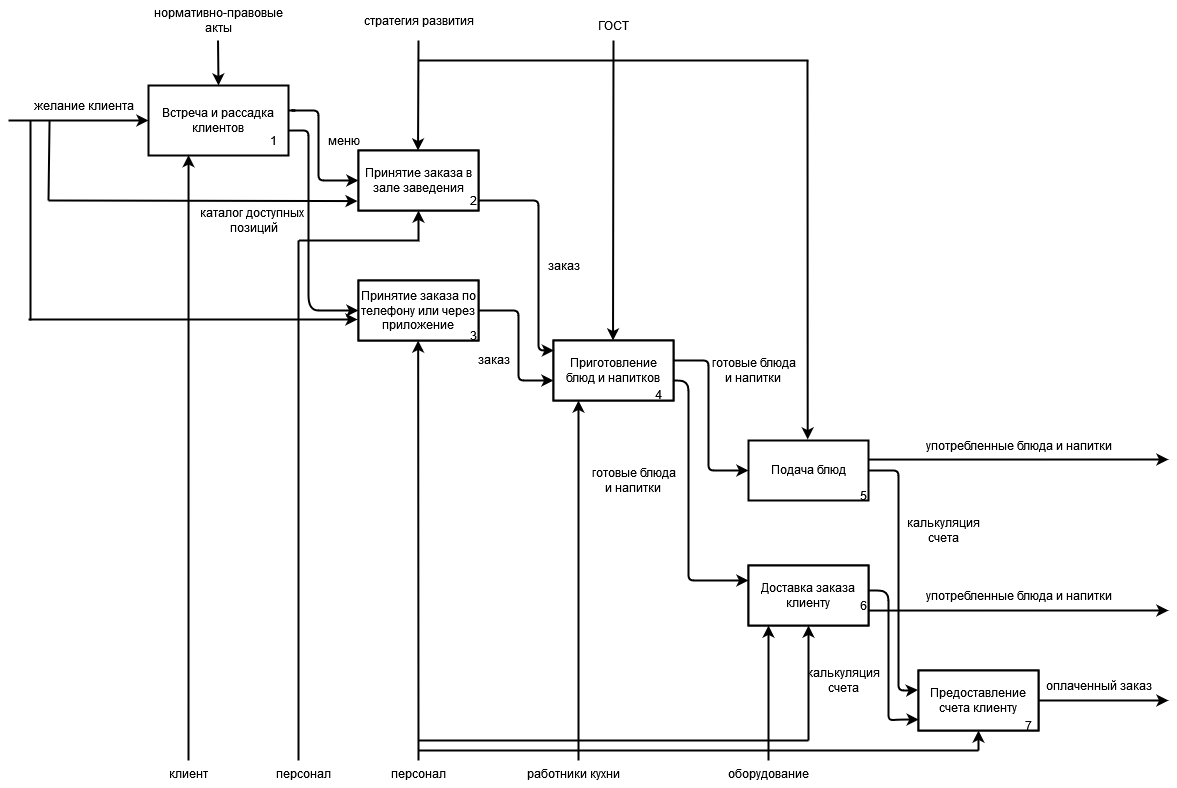 нормативно-правовые
акты
стратегия развития
ГОСТ
желание клиента
Встреча и рассадка
клиентов
1
меню
Принятие заказа в
зале заведения
2
каталог доступных
позиций
заказ
Принятие заказа по
телефону или через
приложение
3
заказ
Приготовление
блюд и напитков
4
готовые блюда
и напитки
готовые блюда
и напитки
Подача блюд
5
употребленные блюда и напитки
калькуляция
счета
Доставка заказа
клиенту
6
употребленные блюда и напитки
калькуляция
счета
Предоставление
счета клиенту
7
оплаченный заказ
клиент
персонал
персонал
работники кухни
оборудование